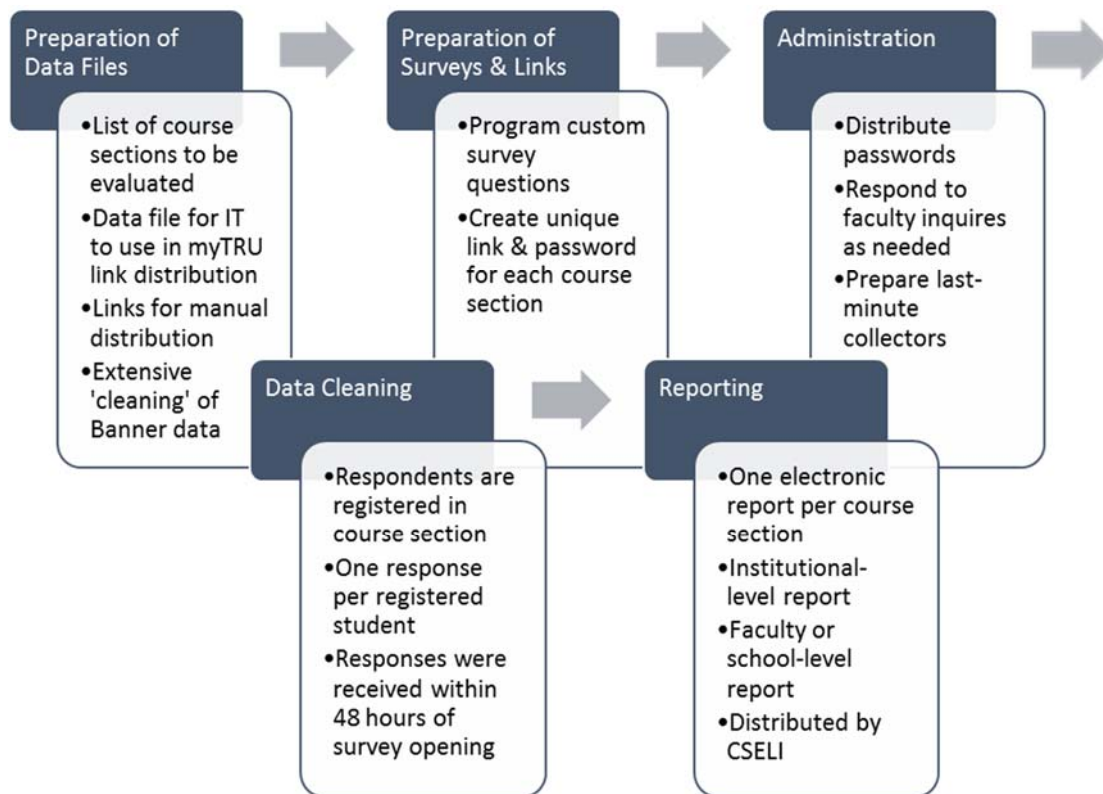 Preparation of
Data Files
•List of course
sections to be
evaluated
•Data file for IT
to use in myTRU
link distribution
•Links for manual
distribution
•Extensive
'cleaning' of
Banner data
Preparation of
Surveys & Links
•Program custom
survey
questions
•Create unique
link & password
for each course
section
Administration
•Distribute
passwords
•Respond to
faculty inquires
as needed
•Prepare last-
minute
collectors
Data Cleaning
•Respondents are
registered in
course section
•One response
per registered
student
•Responses were
received within
48 hours of
survey opening
Reporting
•One electronic
report per course
section
•Institutional-
level report
•Faculty or
school-level
report
•Distributed by
CSELI